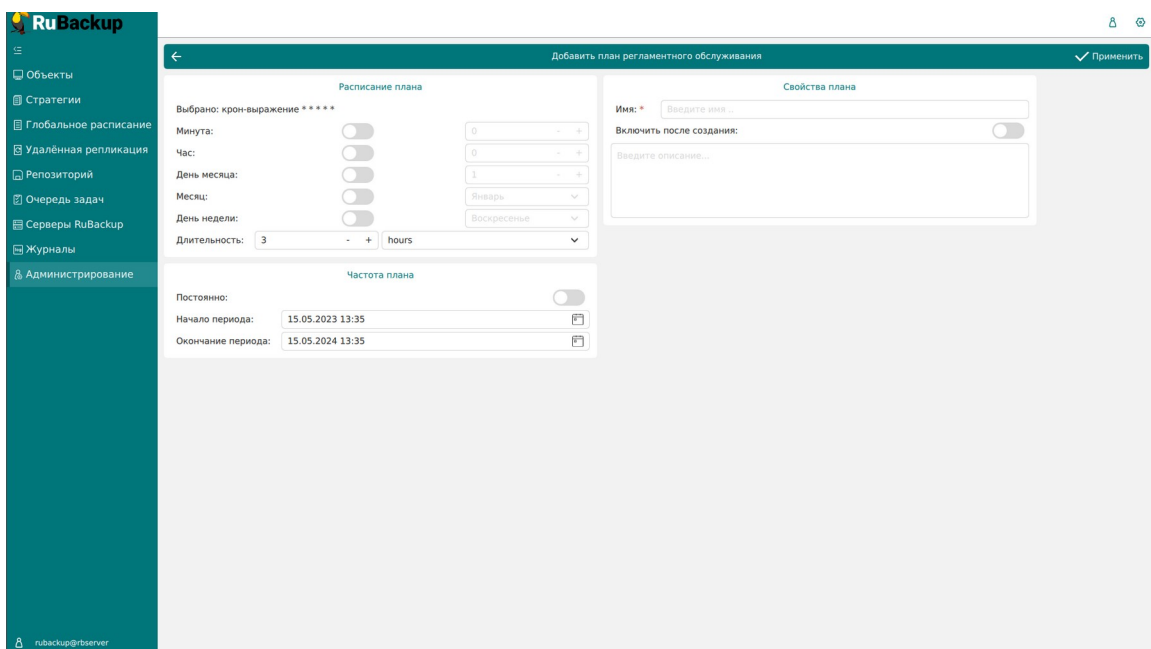 RuBackup
Объекты
Стратегии
Глобальное расписание
Удалённая репликация
Репозиторий
Очередь задач
Серверы RuBackup
Журналы
Администрирование
rubackup@rbserver
Добавить план регламентного обслуживания
Применить
Расписание плана
Выбрано: крон-выражение * * * * *
Минута: 0 - +
Час: 0 - +
День месяца: 1 - +
Месяц: Январь
День недели: Воскресенье
Длительность: 3 - + hours
Частота плана
Постоянно:
Начало периода: 15.05.2023 13:35
Окончание периода: 15.05.2024 13:35
Свойства плана
Имя: * Введите имя...
Включить после создания:
Введите описание...